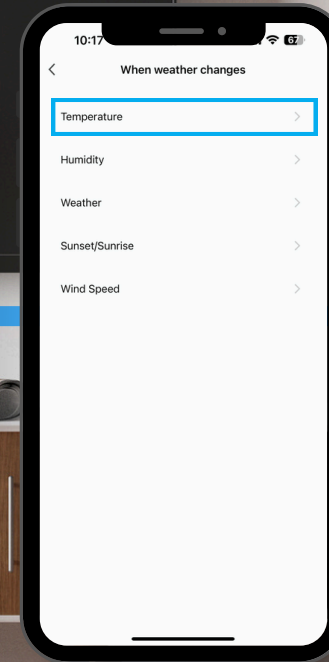 10:17
67
When weather changes
Temperature
Humidity
Weather
Sunset/Sunrise
Wind Speed